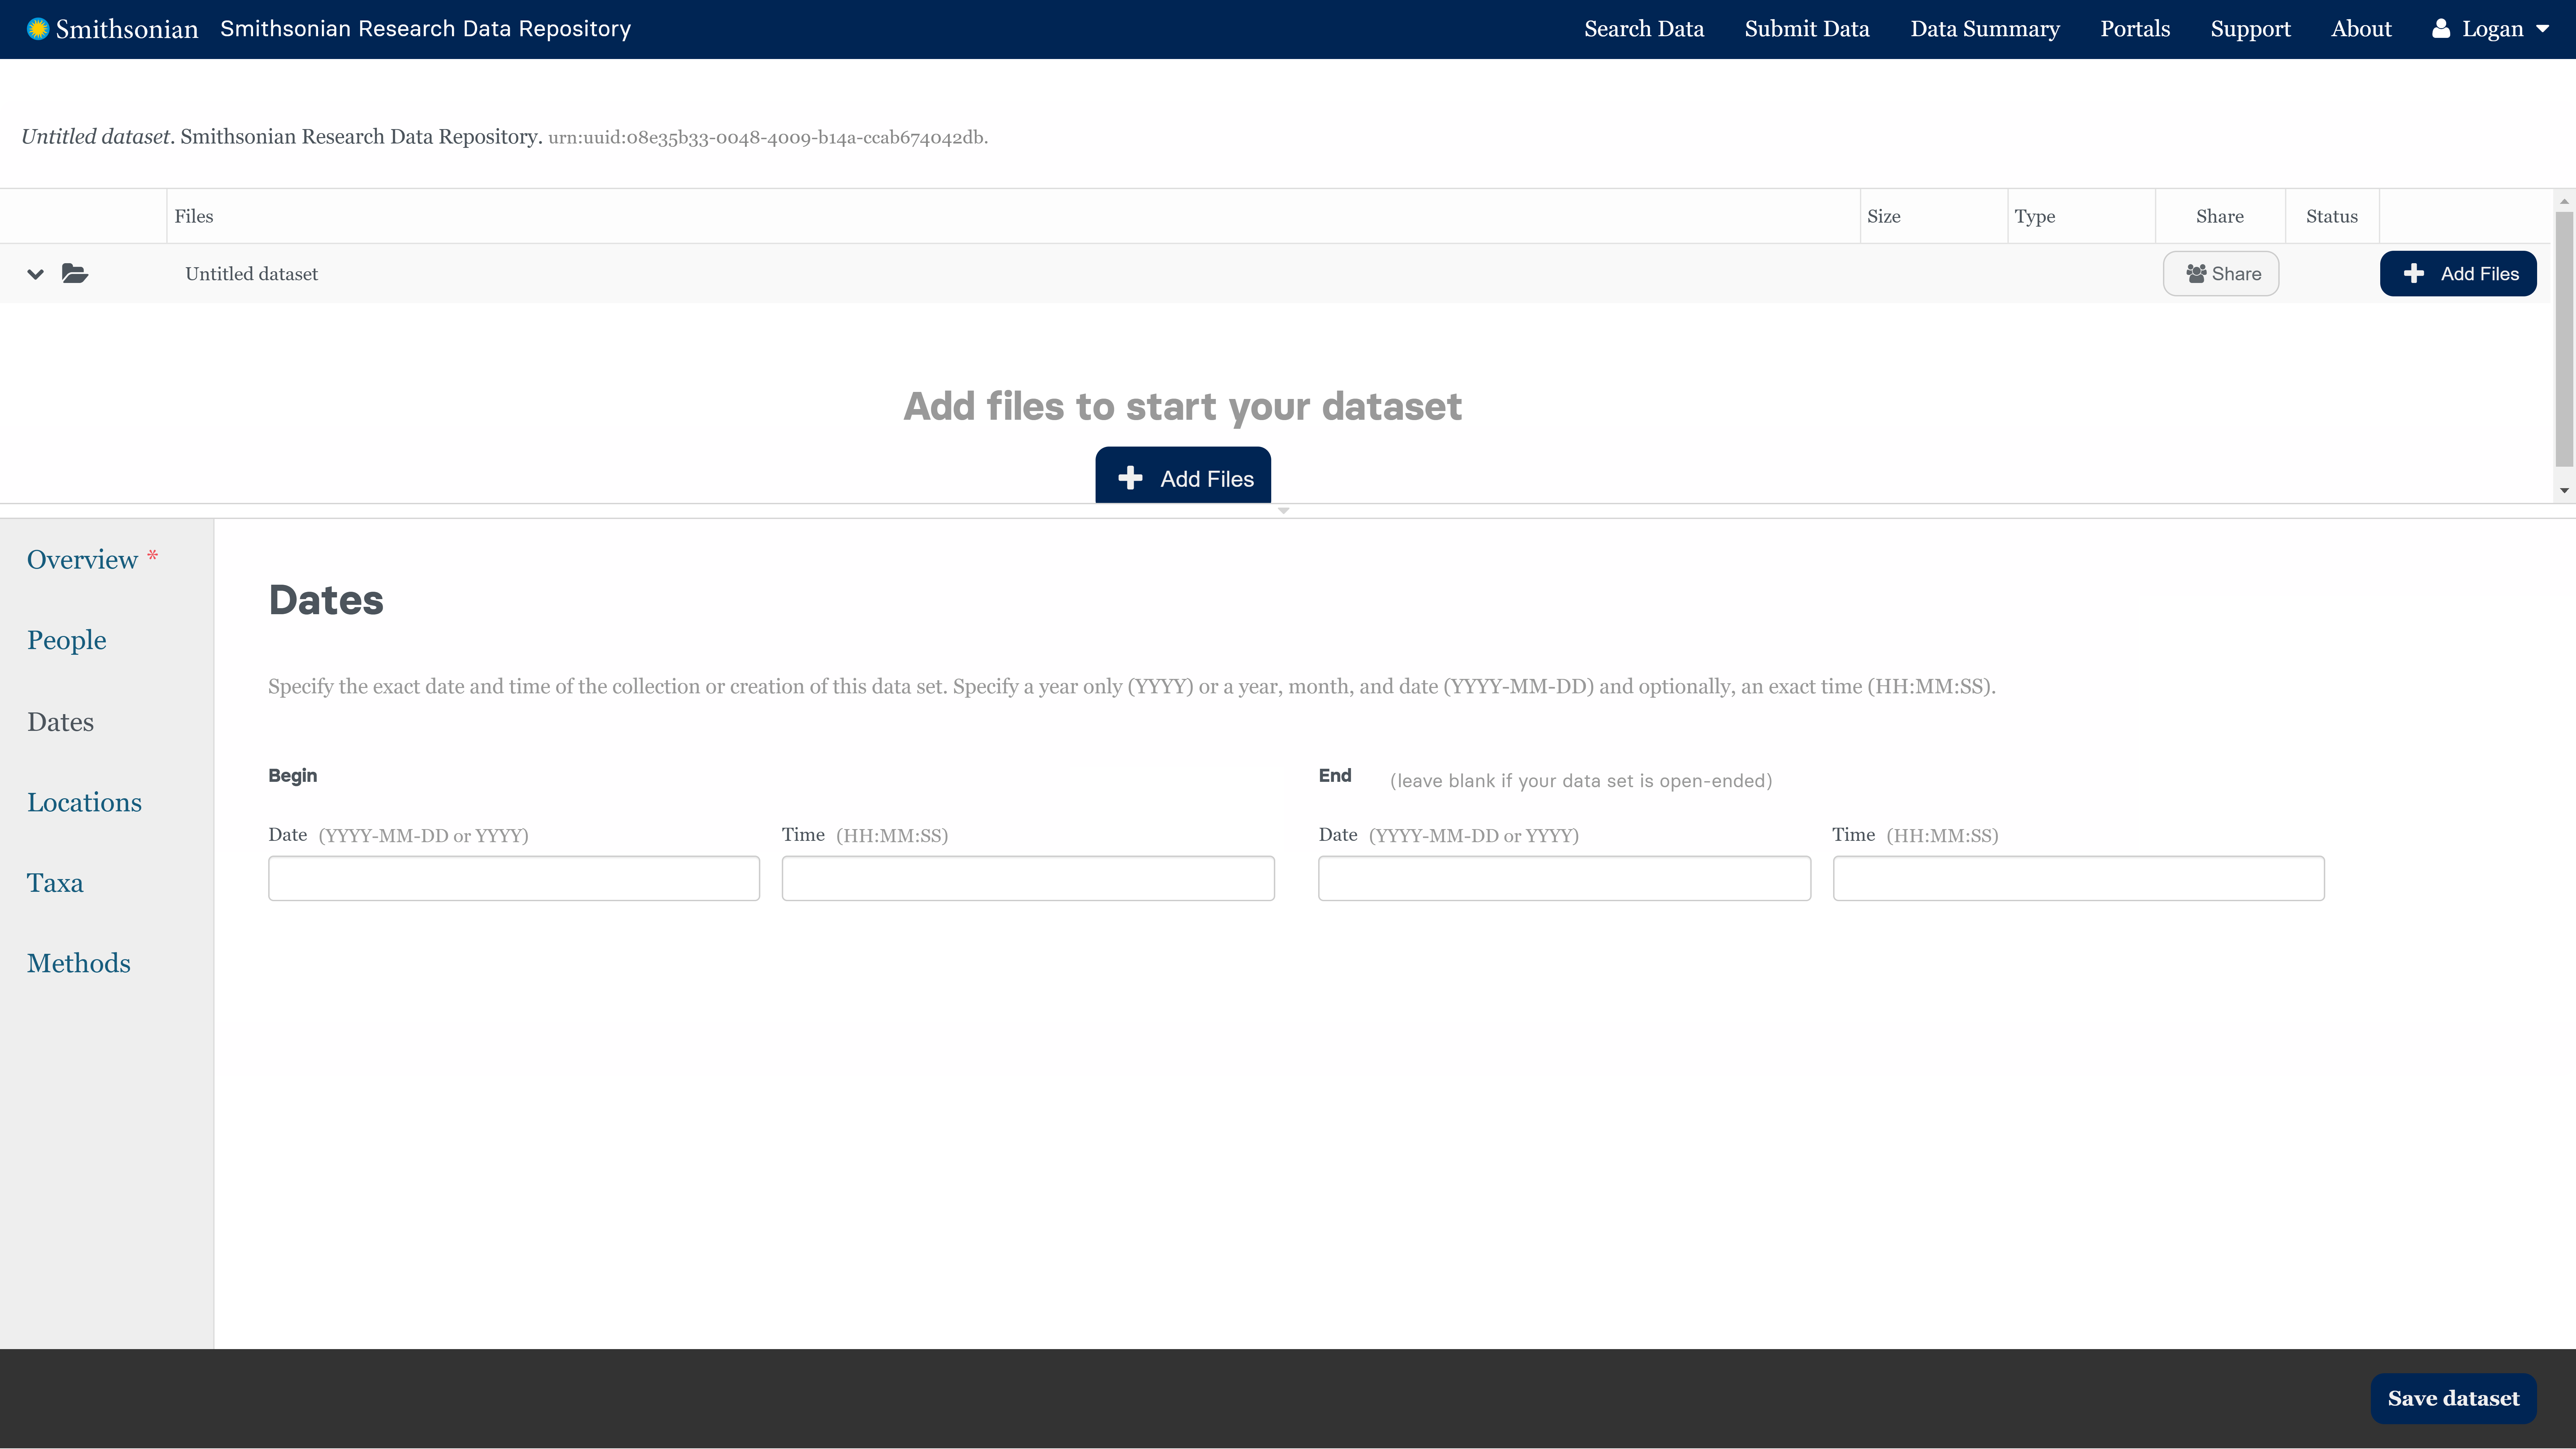 Smithsonian Smithsonian Research Data Repository Search Data Submit Data Data Summary Portals Support About Logan
Untitled dataset. Smithsonian Research Data Repository. urn:uuid:08e35b33-0048-4009-b14a-ccab674042db.
Files Size Type Share Status
Untitled dataset Share Add Files
Add files to start your dataset
Add Files
Overview *
People
Dates
Locations
Taxa
Methods
Dates
Specify the exact date and time of the collection or creation of this data set. Specify a year only (YYYY) or a year, month, and date (YYYY-MM-DD) and optionally, an exact time (HH:MM:SS).
Begin End (leave blank if your data set is open-ended)
Date (YYYY-MM-DD or YYYY) Time (HH:MM:SS) Date (YYYY-MM-DD or YYYY) Time (HH:MM:SS)
Save dataset